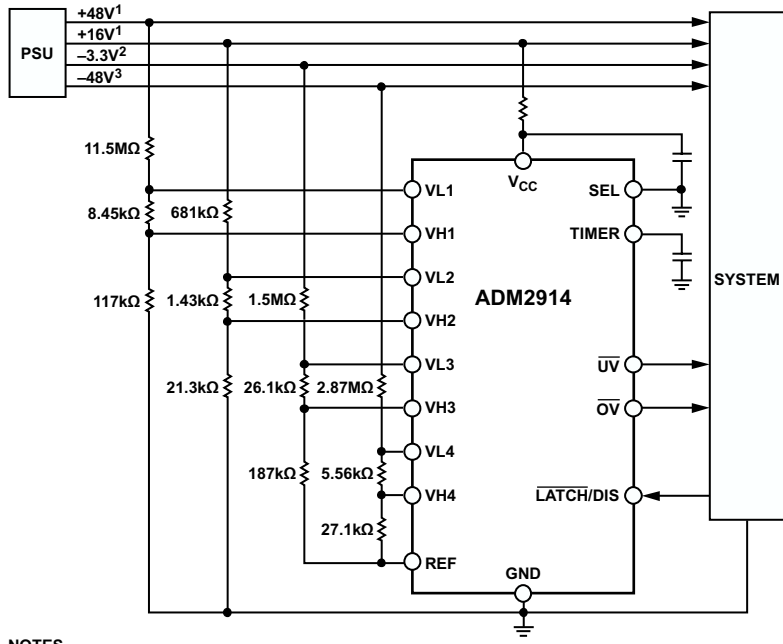 +48V1
+16V1
–3.3V2
–48V3
PSU
11.5MΩ
8.45kΩ
681kΩ
117kΩ
1.43kΩ
1.5MΩ
21.3kΩ
26.1kΩ
2.87MΩ
187kΩ
5.56kΩ
27.1kΩ
VCC
VL1
SEL
VH1
TIMER
VL2
ADM2914
VH2
VL3
UV
VH3
OV
VL4
VH4
LATCH/DIS
REF
GND
SYSTEM